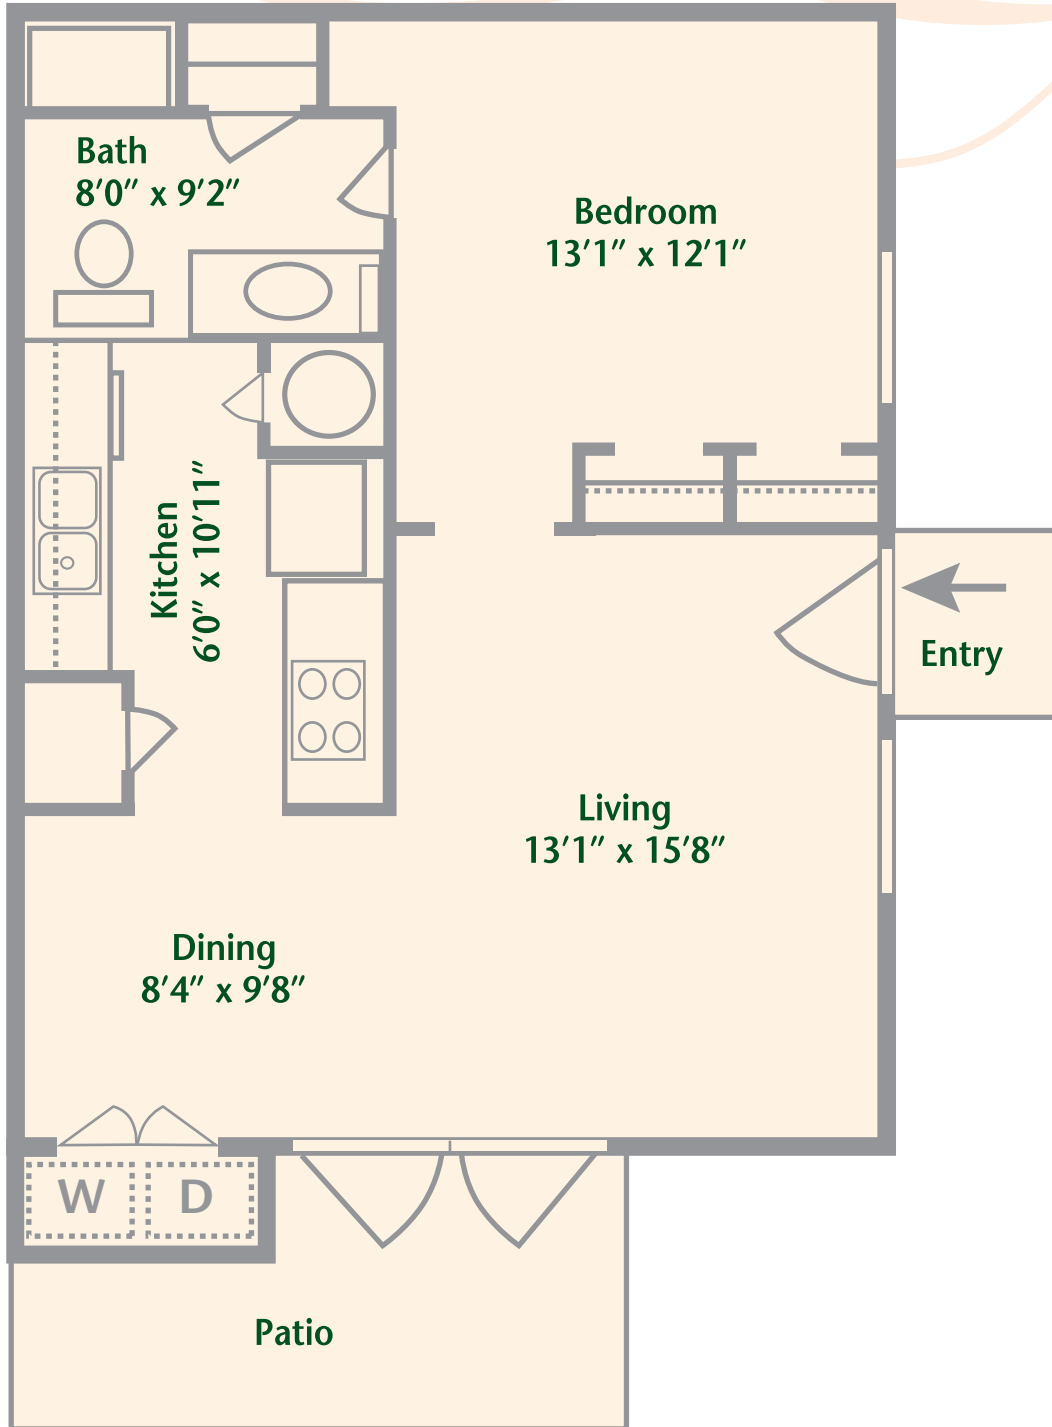 Bath
8′0″ x 9′2″
Bedroom
13′1″ x 12′1″
Kitchen
6′0″ x 10′11″
Entry
Living
13′1″ x 15′8″
Dining
8′4″ x 9′8″
W
D
Patio